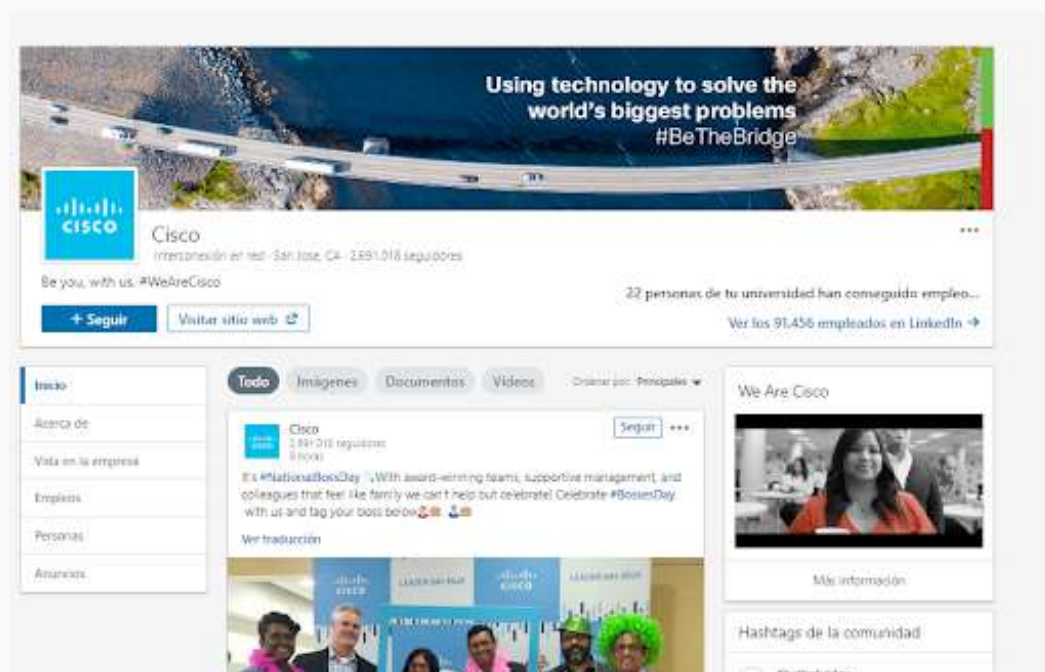 Using technology to solve the
world's biggest problems
#BeTheBridge
CISCO
Cisco
Interconexión en red · San Jose, CA · 2.691.018 seguidores
Be you, with us. #WeAreCisco
22 personas de tu universidad han conseguido empleo...
+ Seguir
Visitar sitio web
Ver los 91.456 empleados en LinkedIn →
Inicio
Acerca de
Vida en la empresa
Empleos
Personas
Anuncios
Todo
Imágenes
Documentos
Vídeos
Ordenar por: Principales
Cisco
2.691.018 seguidores
horas
Seguir
It's #NationalBossDay With award-winning teams, supportive management, and
colleagues that feel like family we can't help but celebrate! Celebrate #BossesDay
with us and tag your boss below
Ver traducción
CISCO
We Are Cisco
Más información
Hashtags de la comunidad